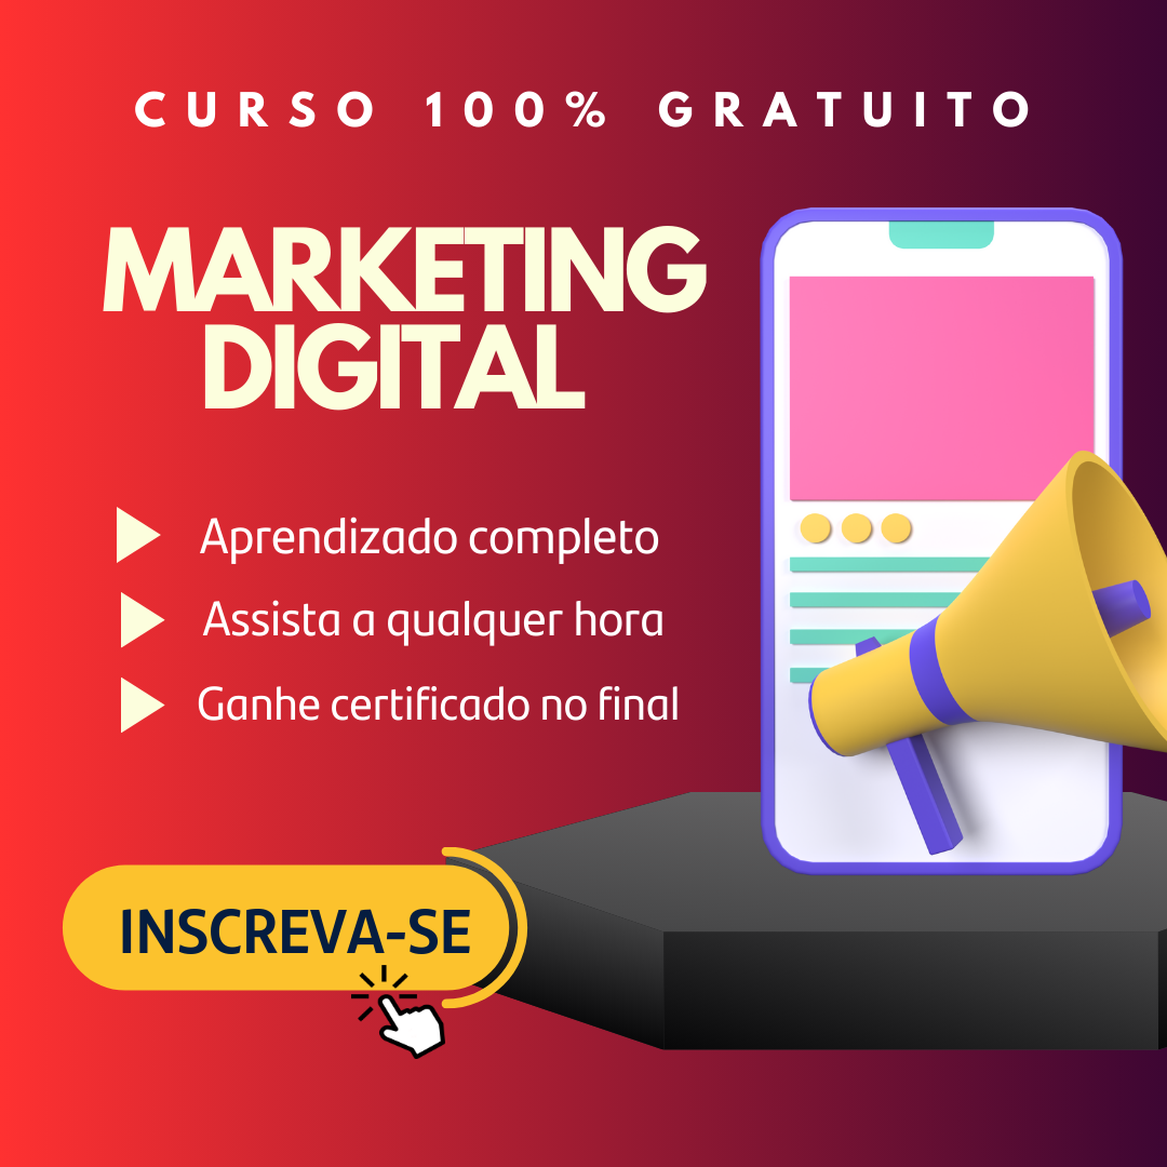 CURSO 100% GRATUITO
MARKETING
DIGITAL
Aprendizado completo
Assista a qualquer hora
Ganhe certificado no final
INSCREVA-SE